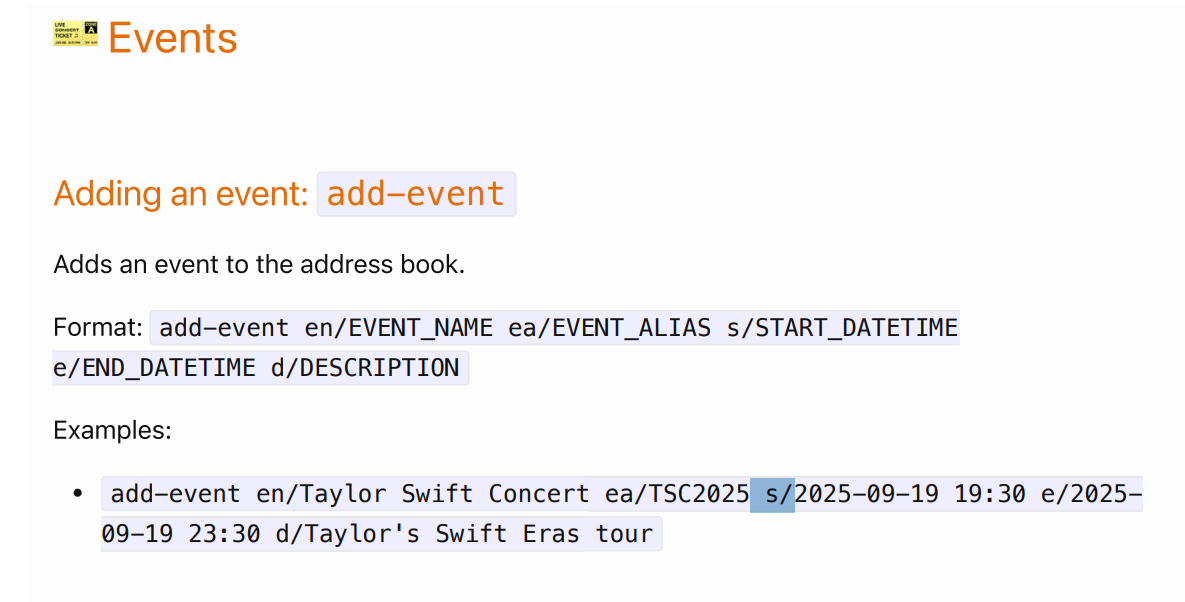 LIVE
CONCERT
TICKET ♫
A
Events
Adding an event: add-event
Adds an event to the address book.
Format: add-event en/EVENT_NAME ea/EVENT_ALIAS s/START_DATETIME
e/END_DATETIME d/DESCRIPTION
Examples:
• add-event en/Taylor Swift Concert ea/TSC2025 s/2025-09-19 19:30 e/2025-
09-19 23:30 d/Taylor's Swift Eras tour